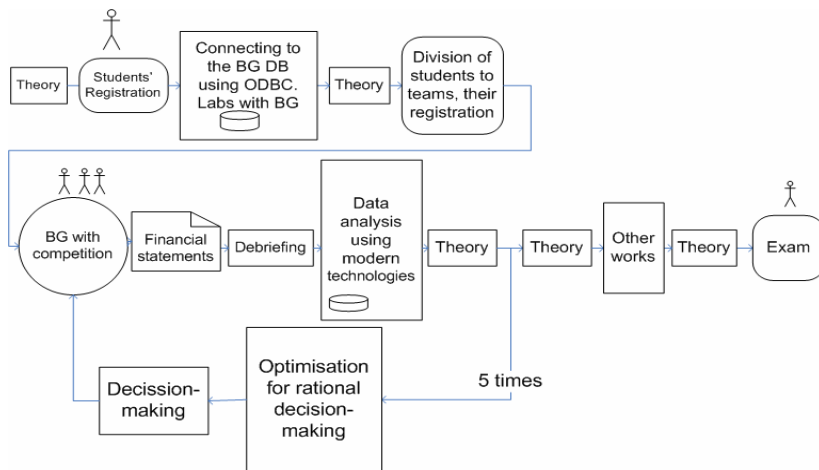 Theory
Students'
Registration
Connecting to
the BG DB
using ODBC.
Labs with BG
Theory
Division of
students to
teams, their
registration
BG with
competition
Financial
statements
Debriefing
Data
analysis
using
modern
technologies
Theory
Theory
Other
works
Theory
Exam
5 times
Optimisation
for rational
decision-
making
Decission-
making